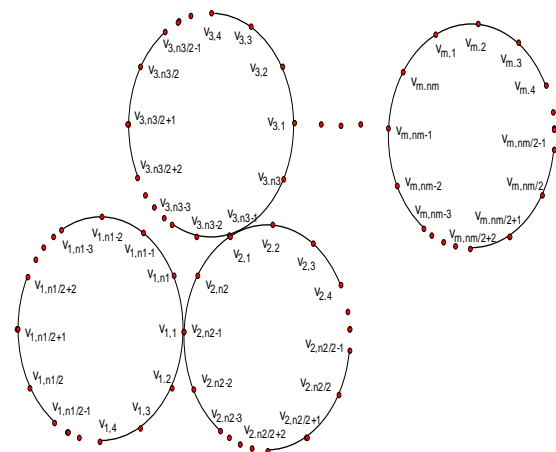 V3,n3/2-1
V3,4
V3,3
V3,2
V3.n3/2
V3,n3/2+1
V3.1
V3.n3/2+2
V3.n3
V3,n3-3
V3.n3-2
V3,n3-1
Vm,1
Vm.2
Vm.3
Vm.4
Vm.nm
Vm,nm-1
Vm,nm/2-1
Vm,nm-2
Vm,nm/2
Vm,nm-3
Vm.nm/2+1
Vm,nm/2+2
V1,n1-3
V1.n1-2
V1,n1-1
V1,n1
V1,n1/2+2
V1,n1/2+1
V1,1
V1,n1/2
V1.2
V1,n1/2-1
V1,3
V1,4
V2,1
V2.2
V2,3
V2.4
V2,n2
V2,n2-1
V2,n2/2-1
V2.n2-2
V2.n2/2
V2.n2-3
V2,n2/2+1
V2.n2/2+2